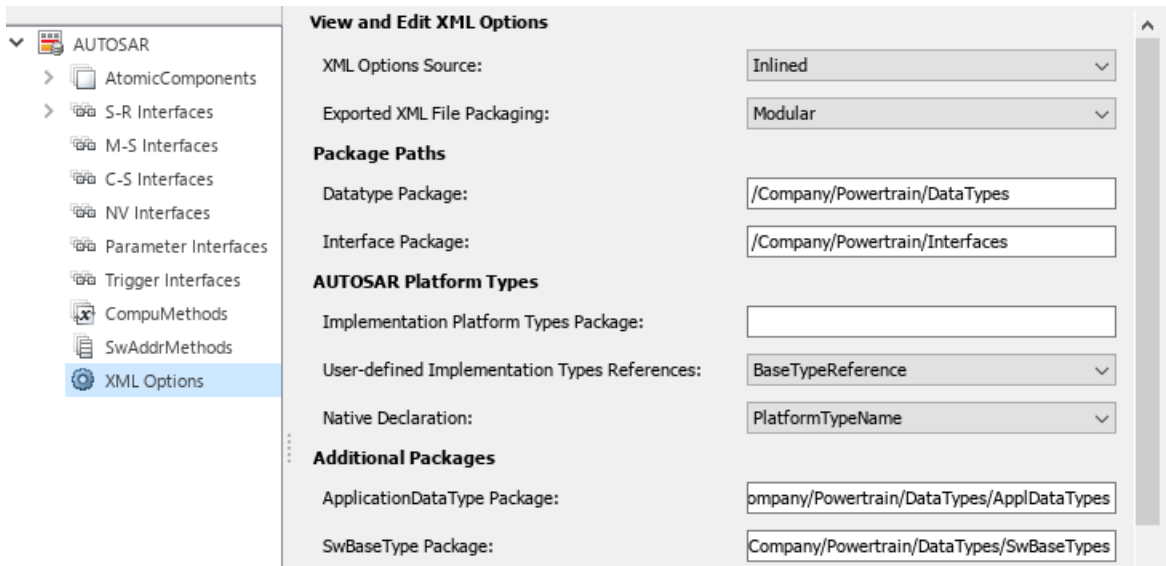 AUTOSAR
AtomicComponents
S-R Interfaces
M-S Interfaces
C-S Interfaces
NV Interfaces
Parameter Interfaces
Trigger Interfaces
CompuMethods
SwAddrMethods
XML Options
View and Edit XML Options
XML Options Source: Inlined
Exported XML File Packaging: Modular
Package Paths
Datatype Package: /Company/Powertrain/DataTypes
Interface Package: /Company/Powertrain/Interfaces
AUTOSAR Platform Types
Implementation Platform Types Package:
User-defined Implementation Types References: BaseTypeReference
Native Declaration: PlatformTypeName
Additional Packages
ApplicationDataType Package: ompany/Powertrain/DataTypes/ApplDataTypes
SwBaseType Package: Company/Powertrain/DataTypes/SwBaseTypes